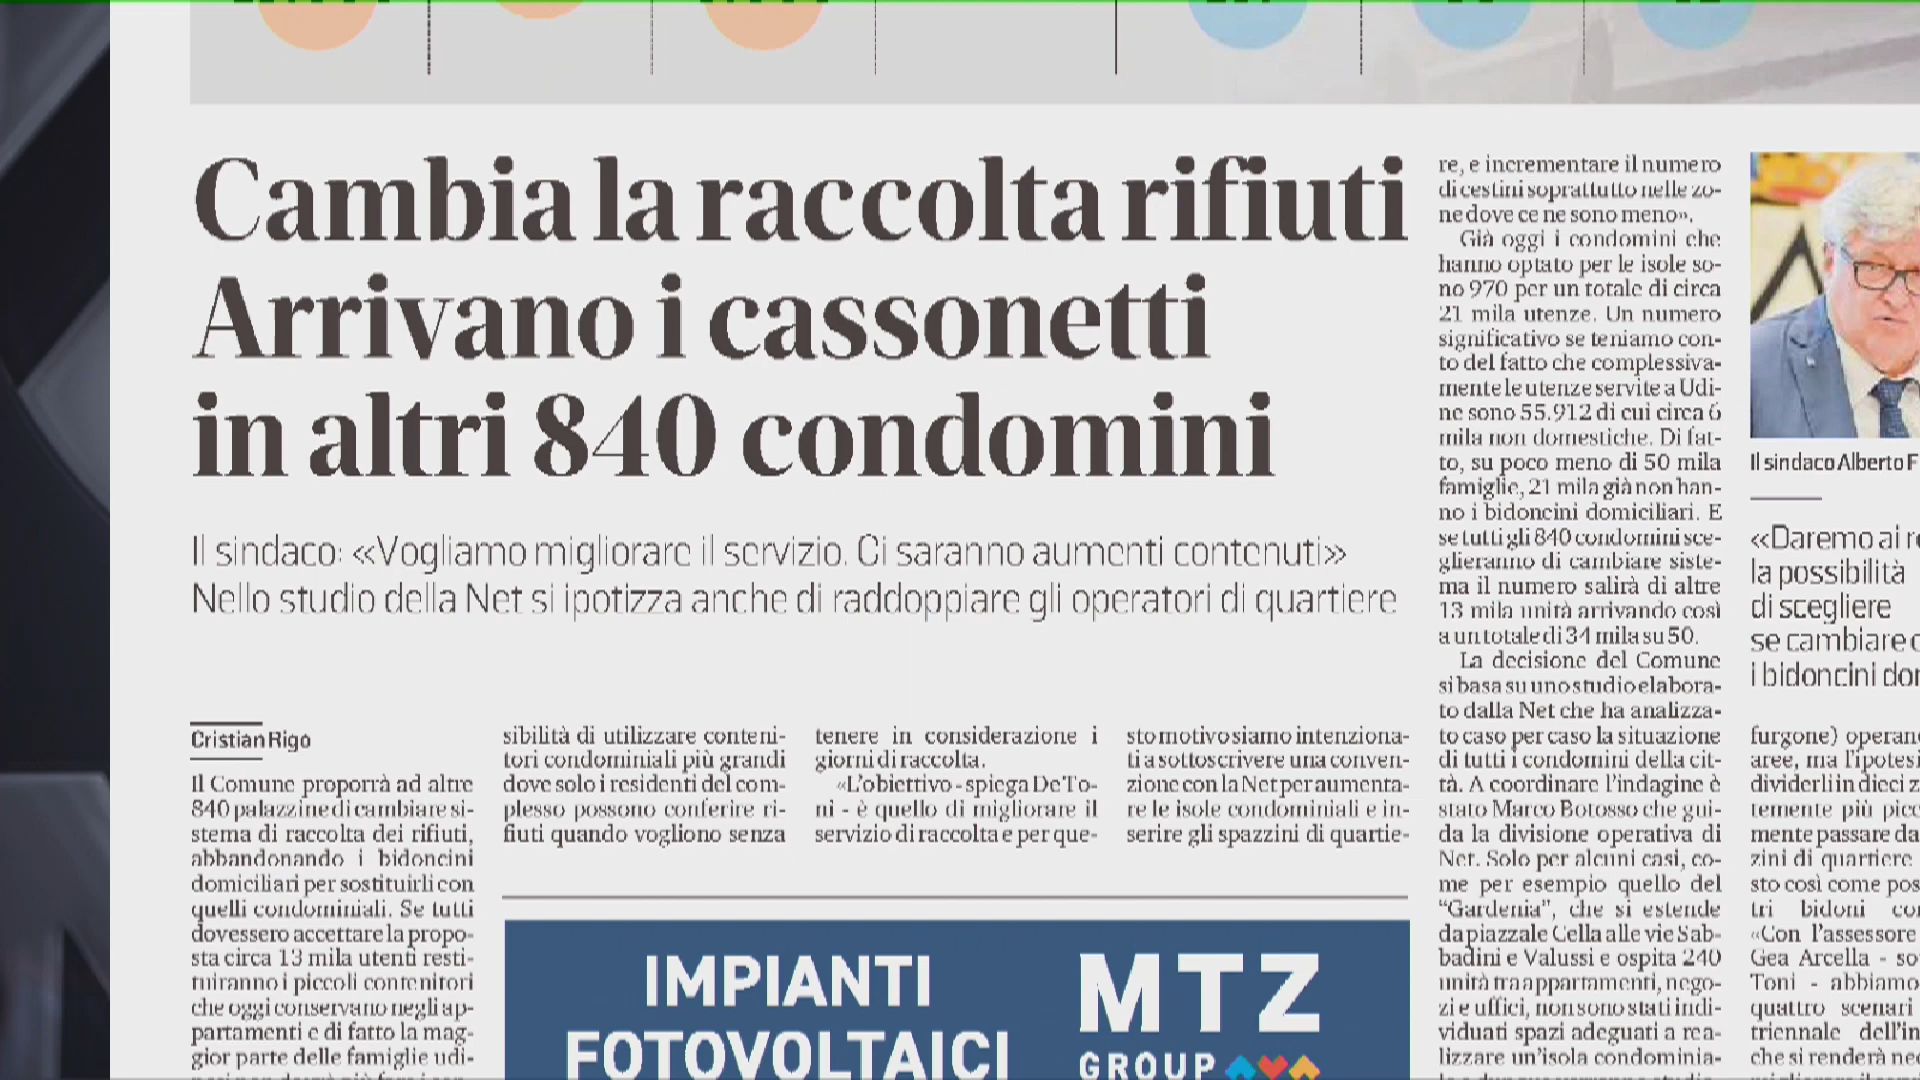 Cambia la raccolta rifiuti
Arrivano i cassonetti
in altri 840 condomini
Il sindaco: «Vogliamo migliorare il servizio. Ci saranno aumenti contenuti»
Nello studio della Net si ipotizza anche di raddoppiare gli operatori di quartiere
Cristian Rigo
Il Comune proporrà ad altre
840 palazzine di cambiare si-
stema di raccolta dei rifiuti,
abbandonando i bidoncini
domiciliari per sostituirli con
quelli condominiali. Se tutti
dovessero accettare la propo-
sta circa 13 mila utenti resti-
tuiranno i piccoli contenitori
che oggi conservano negli ap-
partamenti e di fatto la mag-
gior parte delle famiglie udi-
sibilità di utilizzare conteni-
tori condominiali più grandi
dove solo i residenti del com-
plesso possono conferire ri-
fiuti quando vogliono senza
tenere in considerazione i
giorni di raccolta.
«L'obiettivo - spiega De To-
ni - è quello di migliorare il
servizio di raccolta e per que-
sto motivo siamo intenziona-
ti a sottoscrivere una conven-
zione con la Net per aumenta-
re le isole condominiali e in-
serire gli spazzini di quartie-
re, e incrementare il numero
di cestini soprattutto nelle zo-
ne dove ce ne sono meno».
Già oggi i condomini che
hanno optato per le isole so-
no 970 per un totale di circa
21 mila utenze. Un numero
significativo se teniamo con-
to del fatto che complessiva-
mente le utenze servite a Udi-
ne sono 55.912 di cui circa 6
mila non domestiche. Di fat-
to, su poco meno di 50 mila
famiglie, 21 mila già non han-
no i bidoncini domiciliari. E
se tutti gli 840 condomini sce-
glieranno di cambiare siste-
ma il numero salirà di altre
13 mila unità arrivando così
a un totale di 34 mila su 50.
La decisione del Comune
si basa su uno studio elabora-
to dalla Net che ha analizza-
to caso per caso la situazione
di tutti i condomini della cit-
tà. A coordinare l'indagine è
stato Marco Botosso che gui-
da la divisione operativa di
Net. Solo per alcuni casi, co-
me per esempio quello del
"Gardenia", che si estende
da piazzale Cella alle vie Sab-
badini e Valussi e ospita 240
unità tra appartamenti, nego-
zi e uffici, non sono stati indi-
viduati spazi adeguati a rea-
lizzare un'isola condominia-
Il sindaco Alberto F
«Daremo ai re
la possibilità
di scegliere
se cambiare o
i bidoncini dom
furgone) operano
aree, ma l'ipotesi
dividerli in dieci z
temente più picc
mente passare da
zini di quartiere
sto così come pos
tri bidoni con
«Con l'assessore
Gea Arcella - so
Toni - abbiamo
quattro scenari
triennale dell'in
che si renderà nec
IMPIANTI
FOTOVOLTAICI
MTZ
GROUP